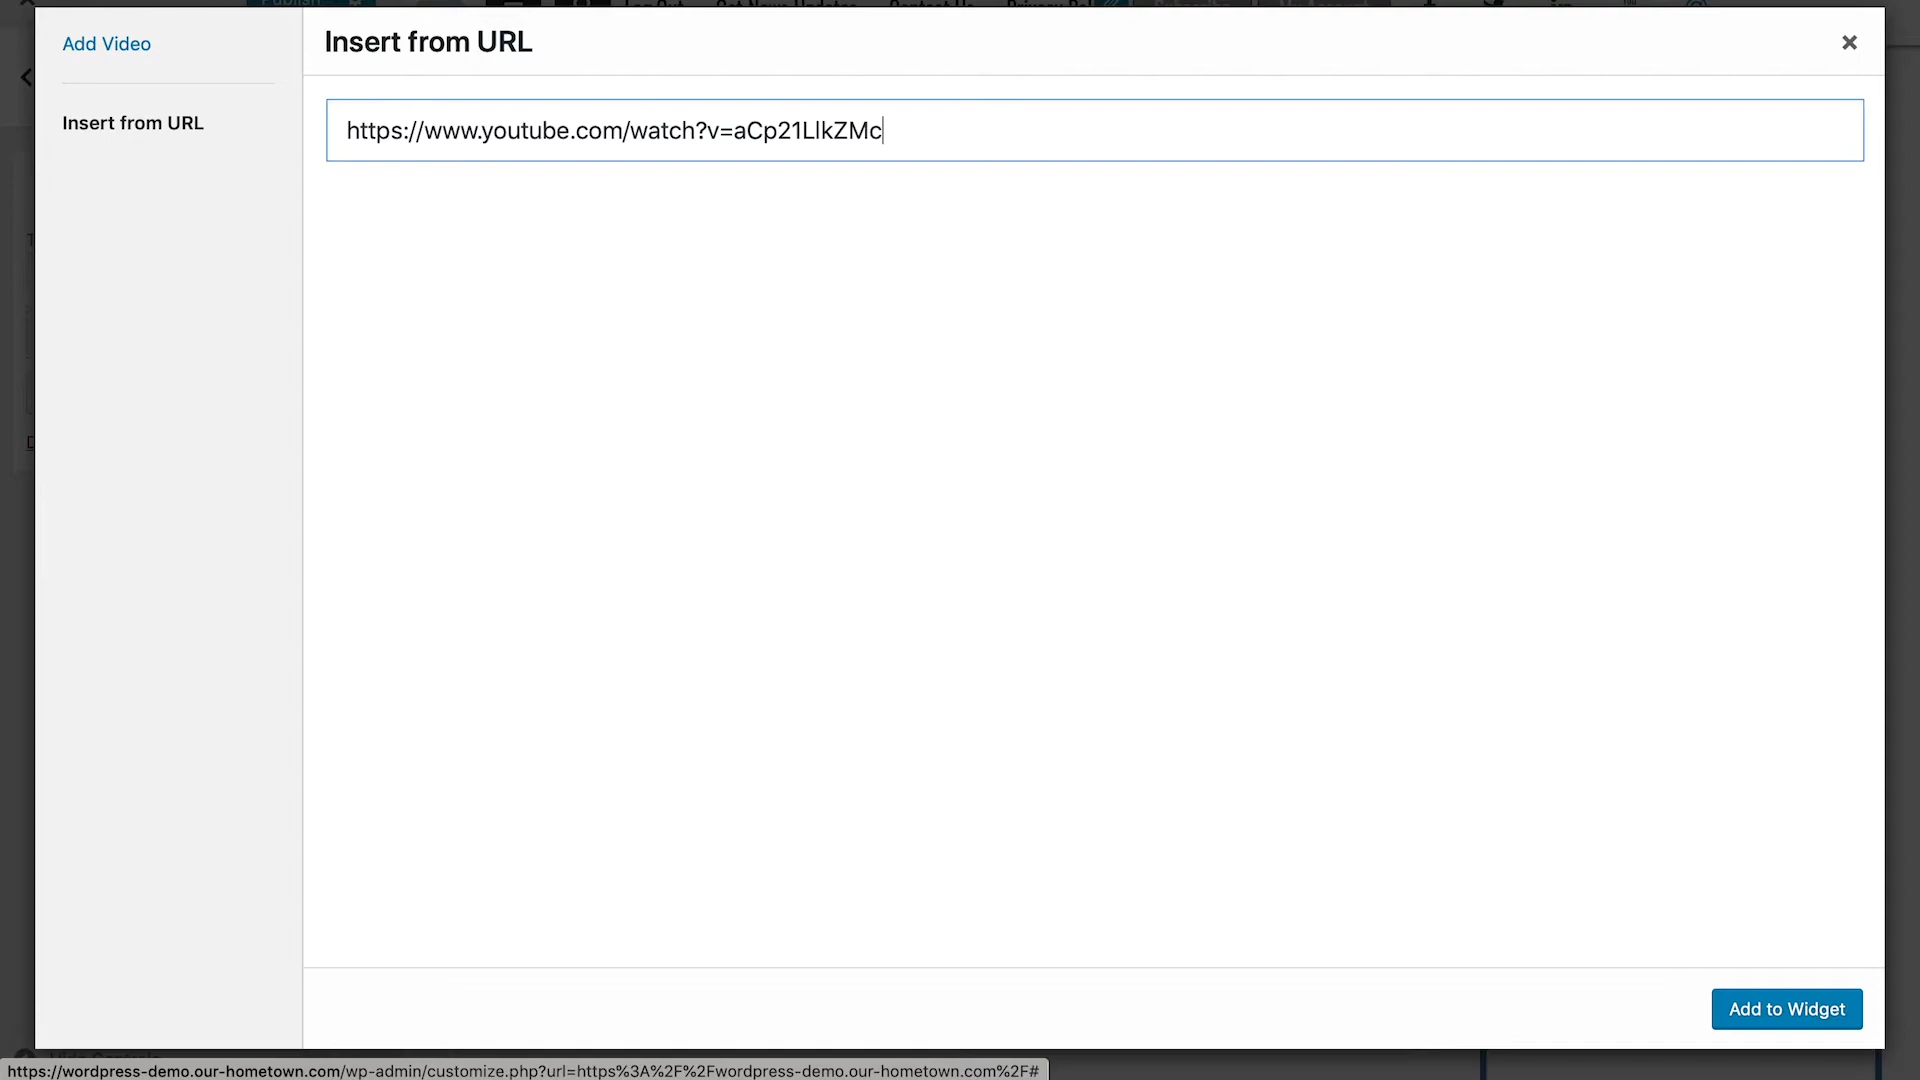 Add Video
Insert from URL
Insert from URL
https://www.youtube.com/watch?v=aCp21LlkZMc
Add to Widget
https://wordpress-demo.our-hometown.com/wp-admin/customize.php?url=https%3A%2F%2Fwordpress-demo.our-hometown.com%2F#